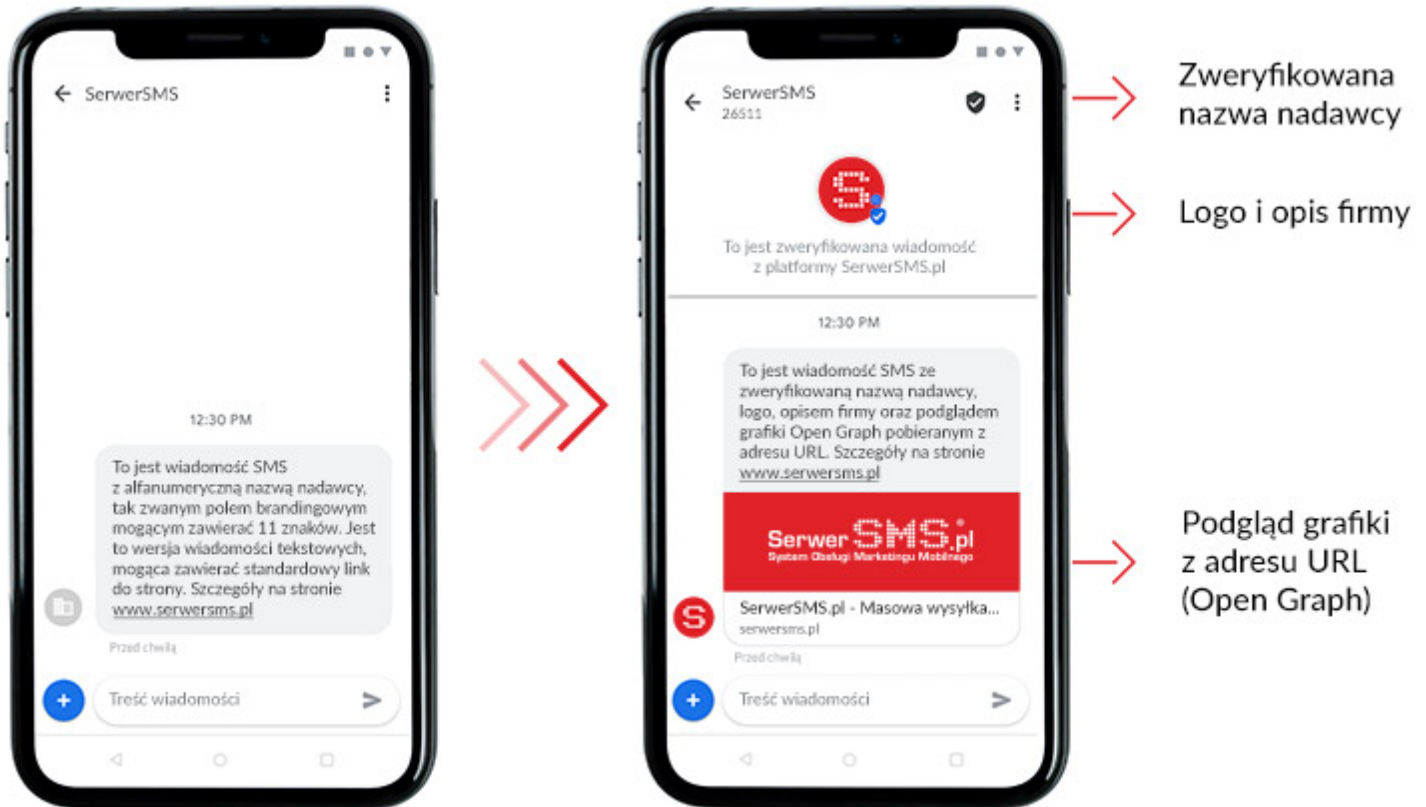 SerwerSMS
12:30 PM
To jest wiadomość SMS
z alfanumeryczną nazwą nadawcy,
tak zwanym polem brandingowym
mogącym zawierać 11 znaków. Jest
to wersja wiadomości tekstowych,
mogąca zawierać standardowy link
do strony. Szczegóły na stronie
www.serwersms.pl
Przed chwilą
Treść wiadomości
SerwerSMS
26511
S
To jest zweryfikowana wiadomość
z platformy SerwerSMS.pl
12:30 PM
To jest wiadomość SMS ze
zweryfikowaną nazwą nadawcy,
logo, opisem firmy oraz podglądem
grafiki Open Graph pobieranym z
adresu URL. Szczegóły na stronie
www.serwersms.pl
Serwer SMS.pl
System Obsługi Marketingu Mobilnego
S
SerwerSMS.pl - Masowa wysyłka...
serwersms.pl
Przed chwilą
Treść wiadomości
Zweryfikowana
nazwa nadawcy
Logo i opis firmy
Podgląd grafiki
z adresu URL
(Open Graph)